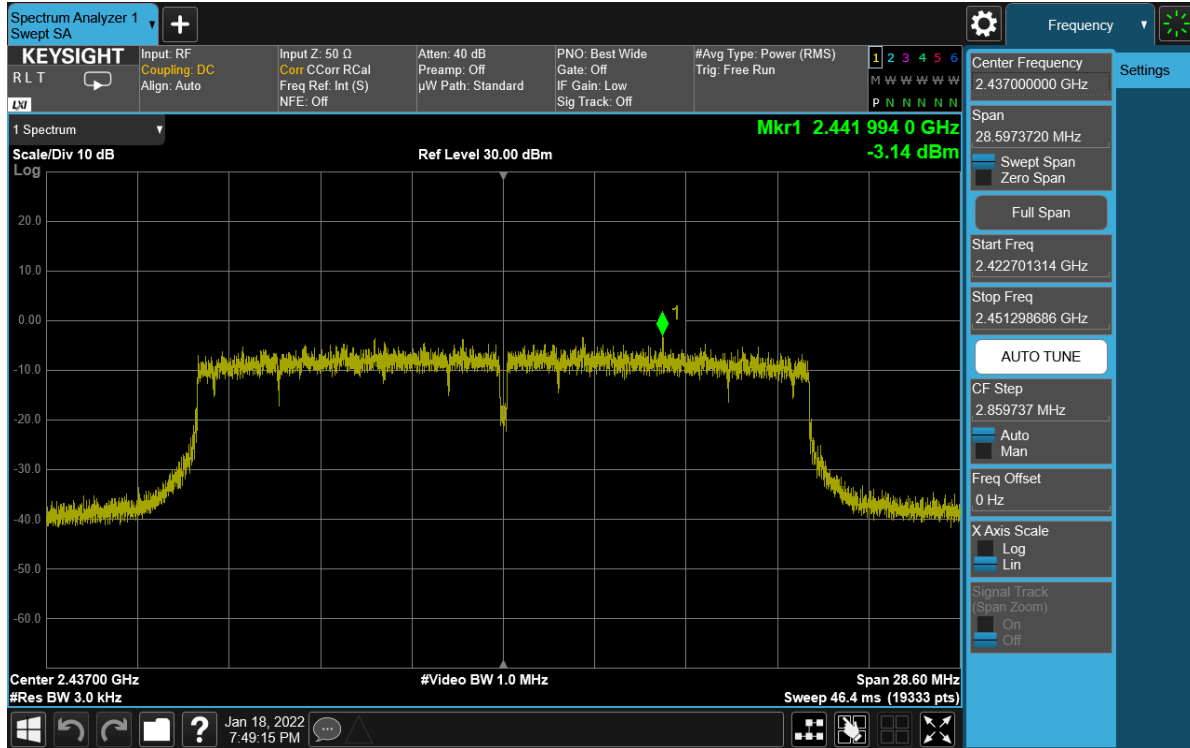 Spectrum Analyzer 1
Swept SA
Frequency
KEYSIGHT
R L T
LXI
Input: RF
Coupling: DC
Align: Auto
Input Z: 50 Ω
Corr CCorr RCal
Freq Ref: Int (S)
NFE: Off
Atten: 40 dB
Preamp: Off
µW Path: Standard
PNO: Best Wide
Gate: Off
IF Gain: Low
Sig Track: Off
#Avg Type: Power (RMS)
Trig: Free Run
1 2 3 4 5 6
M W W W W W
P N N N N N
1 Spectrum
Scale/Div 10 dB
Log
Ref Level 30.00 dBm
Mkr1 2.441 994 0 GHz
-3.14 dBm
20.0
10.0
0.00
-10.0
-20.0
-30.0
-40.0
-50.0
-60.0
1
Center 2.43700 GHz
#Res BW 3.0 kHz
#Video BW 1.0 MHz
Span 28.60 MHz
Sweep 46.4 ms (19333 pts)
Center Frequency
2.437000000 GHz
Span
28.5973720 MHz
Swept Span
Zero Span
Full Span
Start Freq
2.422701314 GHz
Stop Freq
2.451298686 GHz
AUTO TUNE
CF Step
2.859737 MHz
Auto
Man
Freq Offset
0 Hz
X Axis Scale
Log
Lin
Signal Track
(Span Zoom)
On
Off
Settings
?
Jan 18, 2022
7:49:15 PM